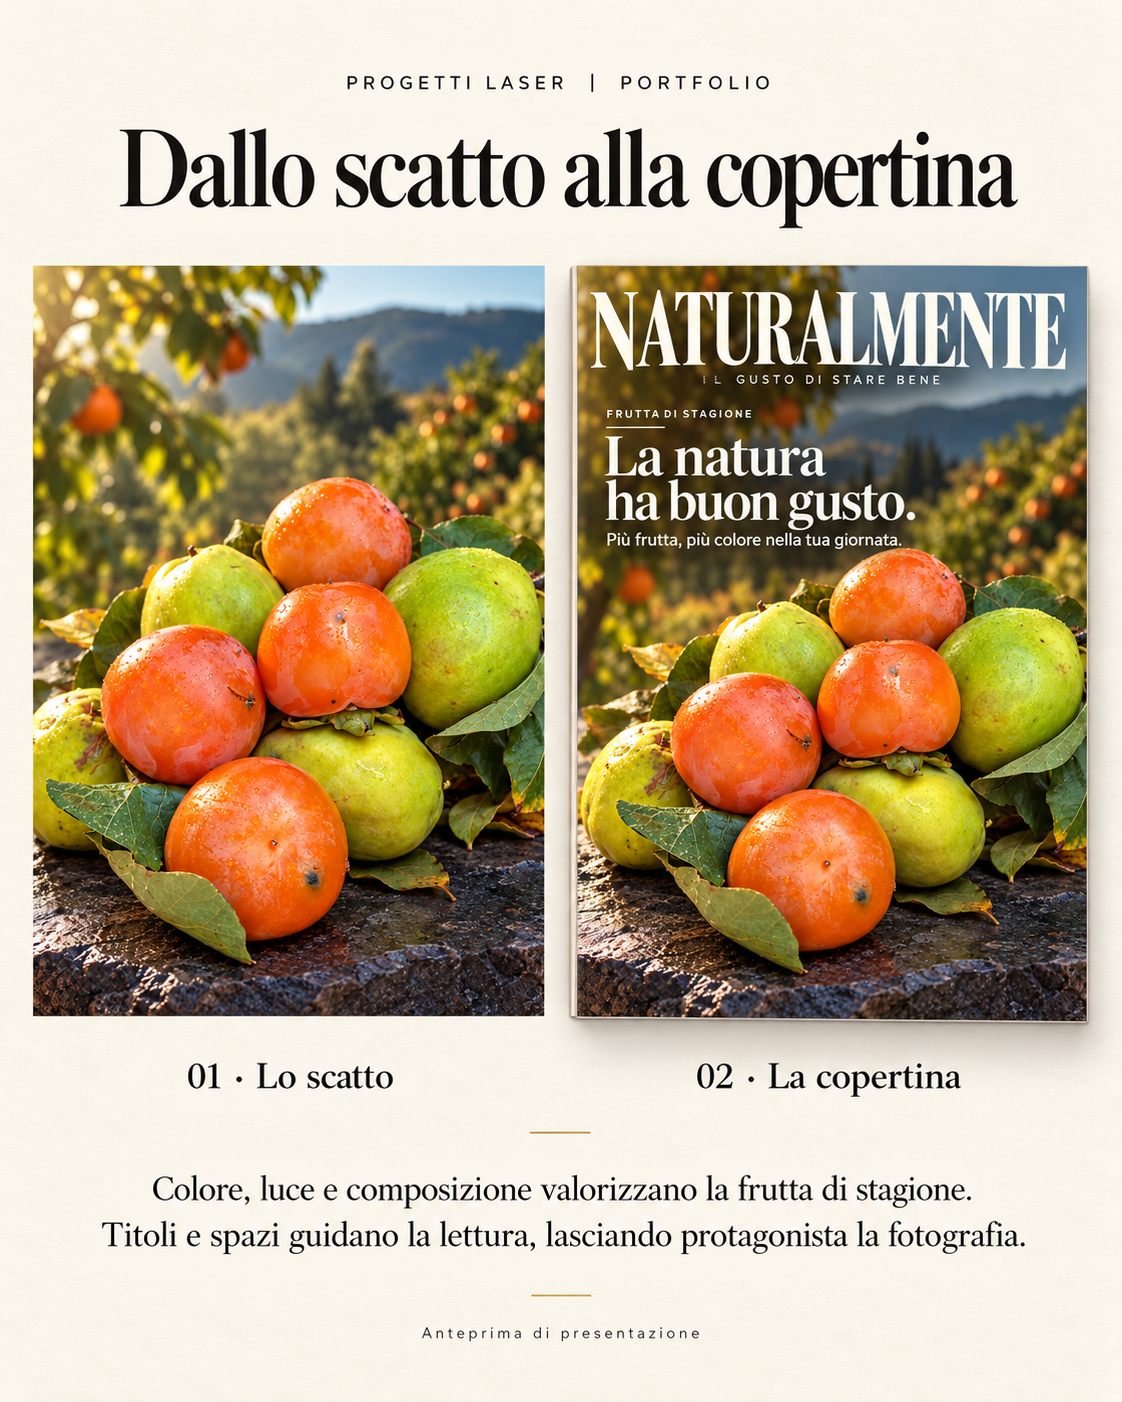 PROGETTI LASER | PORTFOLIO
Dallo scatto alla copertina
NATURALMENTE
IL GUSTO DI STARE BENE
FRUTTA DI STAGIONE
La natura
ha buon gusto.
Più frutta, più colore nella tua giornata.
01 · Lo scatto
02 · La copertina
Colore, luce e composizione valorizzano la frutta di stagione.
Titoli e spazi guidano la lettura, lasciando protagonista la fotografia.
Anteprima di presentazione